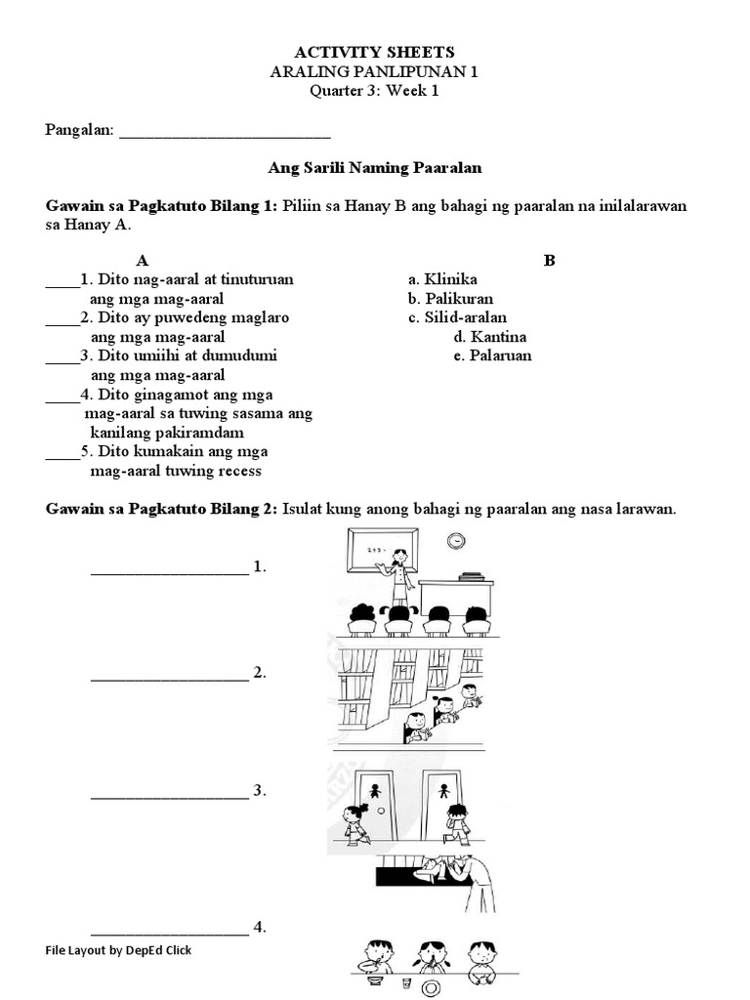 ACTIVITY SHEETS
ARALING PANLIPUNAN 1
Quarter 3: Week 1
Pangalan: ________________________
Ang Sarili Naming Paaralan
Gawain sa Pagkatuto Bilang 1: Piliin sa Hanay B ang bahagi ng paaralan na inilalarawan
sa Hanay A.
A B
____1. Dito nag-aaral at tinuturuan a. Klinika
ang mga mag-aaral b. Palikuran
____2. Dito ay puwedeng maglaro c. Silid-aralan
ang mga mag-aaral d. Kantina
____3. Dito umiihi at dumudumi e. Palaruan
ang mga mag-aaral
____4. Dito ginagamot ang mga
mag-aaral sa tuwing sasama ang
kanilang pakiramdam
____5. Dito kumakain ang mga
mag-aaral tuwing recess
Gawain sa Pagkatuto Bilang 2: Isulat kung anong bahagi ng paaralan ang nasa larawan.
__________________ 1.
__________________ 2.
__________________ 3.
__________________ 4.
File Layout by DepEd Click